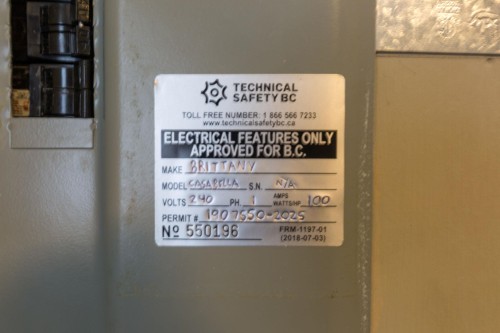 TECHNICAL
SAFETY BC
TOLL FREE NUMBER: 1 866 566 7233
www.technicalsafetybc.ca
ELECTRICAL FEATURES ONLY
APPROVED FOR B.C.
MAKE BRITTANY
MODEL CASABELLA S.N. N/A
VOLTS 240 PH. 1 AMPS WATTS/HP 100
PERMIT # 1907550-2025
No 550196 FRM-1197-01
(2018-07-03)